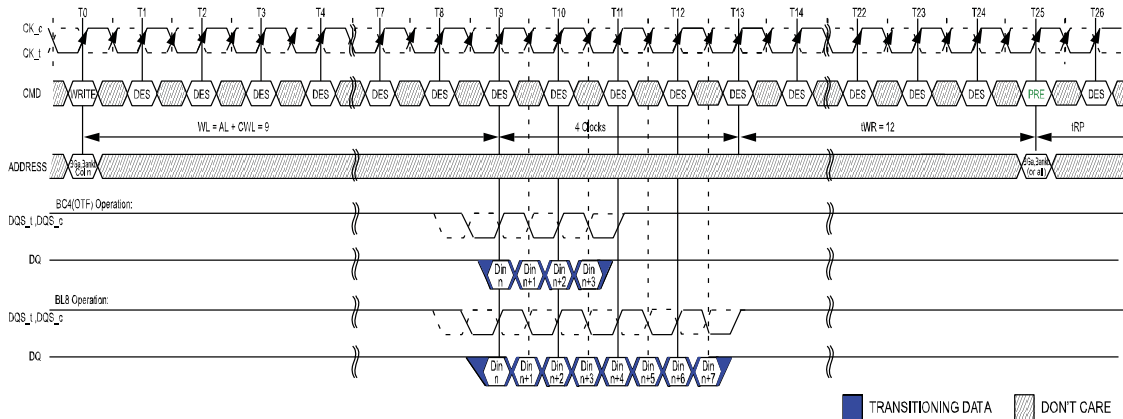 T0 T1 T2 T3 T4 T7 T8 T9 T10 T11 T12 T13 T14 T22 T23 T24 T25 T26
CK_c
CK_t
CMD WRITE DES DES DES DES DES DES DES DES DES DES DES DES DES DES DES PRE DES
WL = AL + CWL = 9 4 Clocks tWR = 12 tRP
ADDRESS
Col n (or all)
BC4(OTF) Operation:
DQS_t ,DQS_c
DQ Din n Din n+1 Din n+2 Din n+3
BL8 Operation:
DQS_t ,DQS_c
DQ Din n Din n+1 Din n+2 Din n+3 Din n+4 Din n+5 Din n+6 Din n+7
TRANSITIONING DATA DON'T CARE